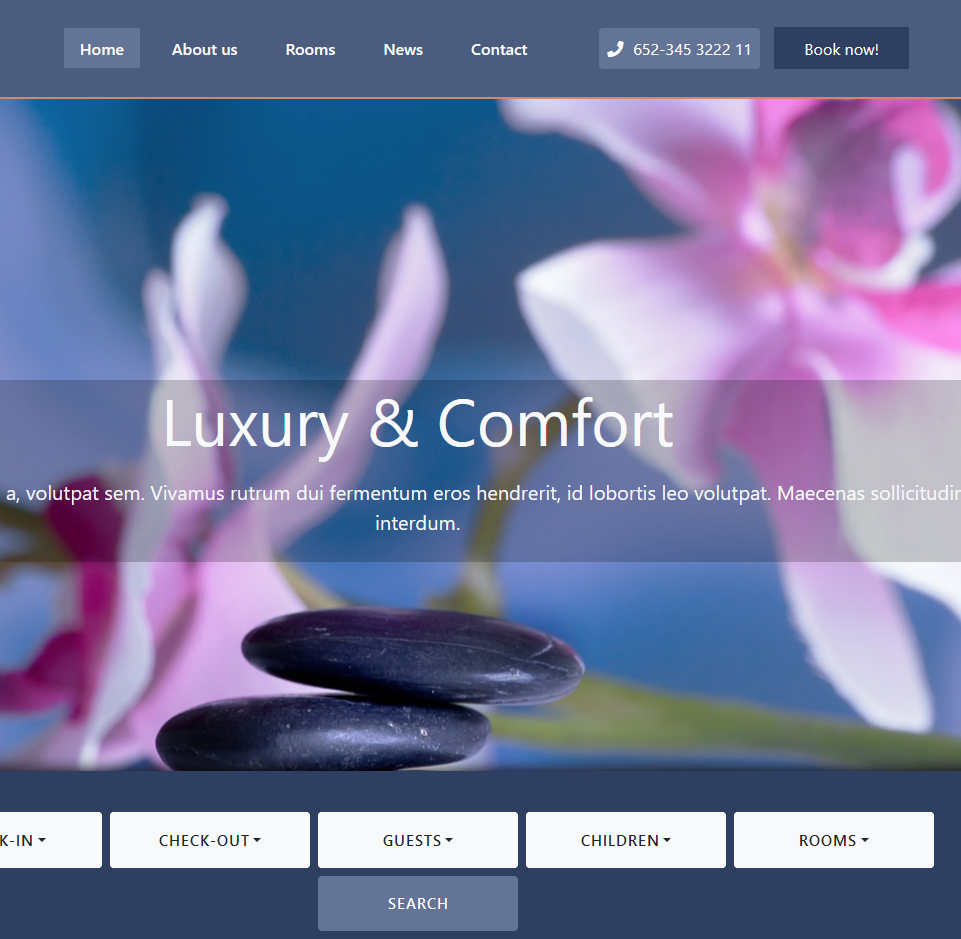 Home About us Rooms News Contact 652-345 3222 11 Book now!
Luxury & Comfort
a, volutpat sem. Vivamus rutrum dui fermentum eros hendrerit, id lobortis leo volutpat. Maecenas
interdum.
K-IN CHECK-OUT GUESTS CHILDREN ROOMS
SEARCH